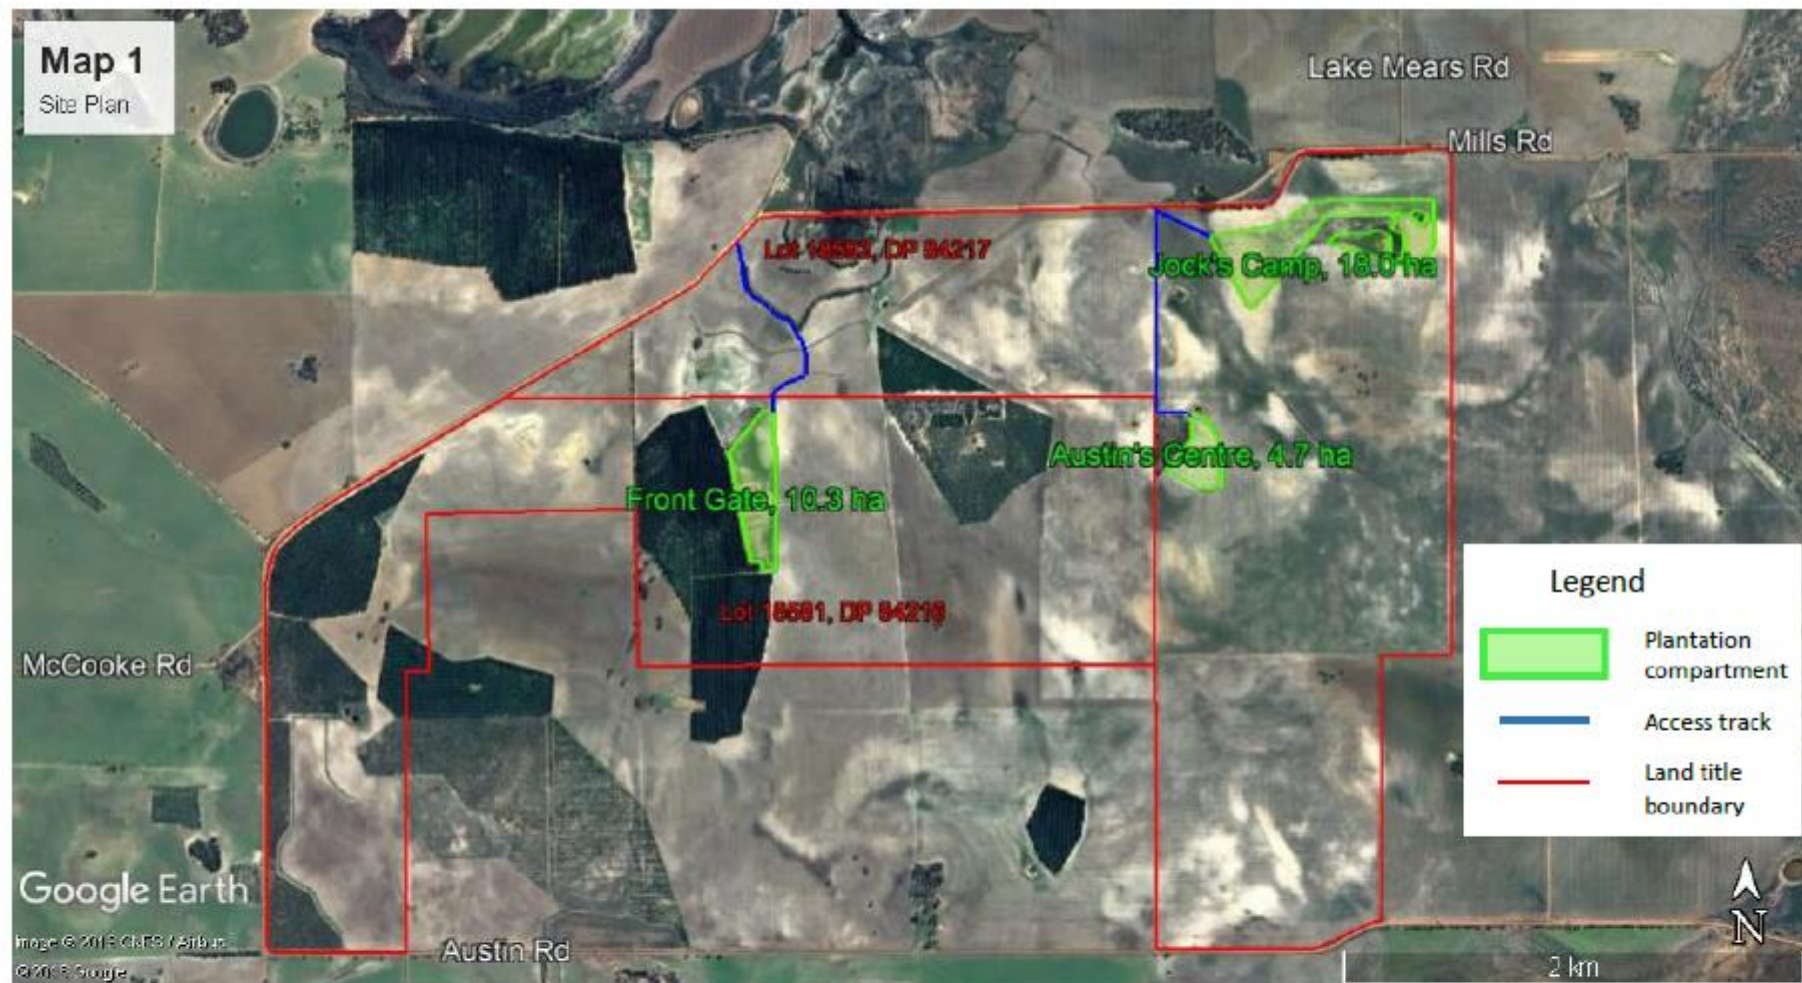 Map 1
Site Plan
Lake Mears Rd
Mills Rd
DP 94217
Jock's Camp, 18.0 ha
Austin's Centre, 4.7 ha
Front Gate, 10.3 ha
Legend
Plantation
compartment
Access track
Land title
boundary
McCooke Rd
Google Earth
Austin Rd
N
2 km